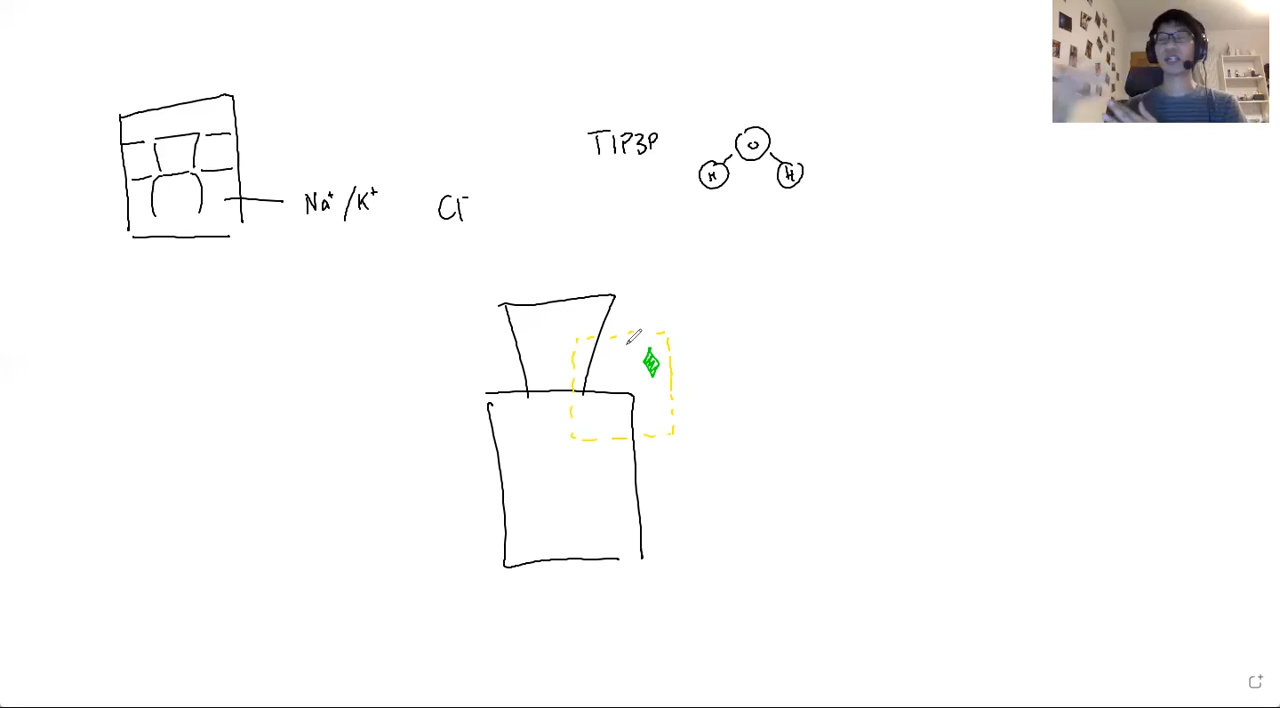 TIP3P
O
H H
Na⁺/K⁺ Cl⁻